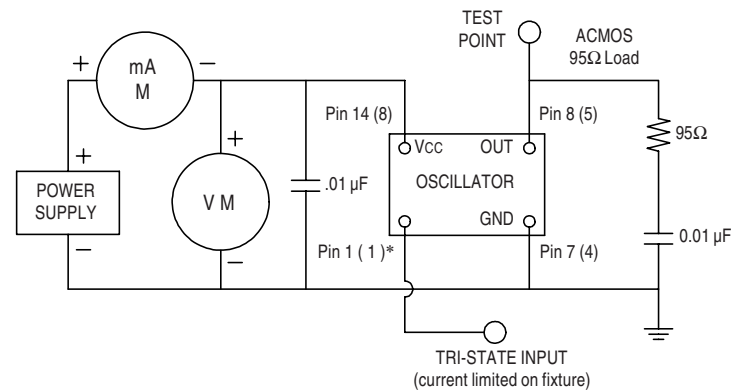 TEST
POINT
ACMOS
95Ω Load
+
mA
M
−
Pin 14 (8)
Pin 8 (5)
+
POWER
SUPPLY
−
+
V M
−
.01 µF
VCC
OUT
OSCILLATOR
GND
95Ω
0.01 µF
Pin 1 ( 1 )*
Pin 7 (4)
TRI-STATE INPUT
(current limited on fixture)